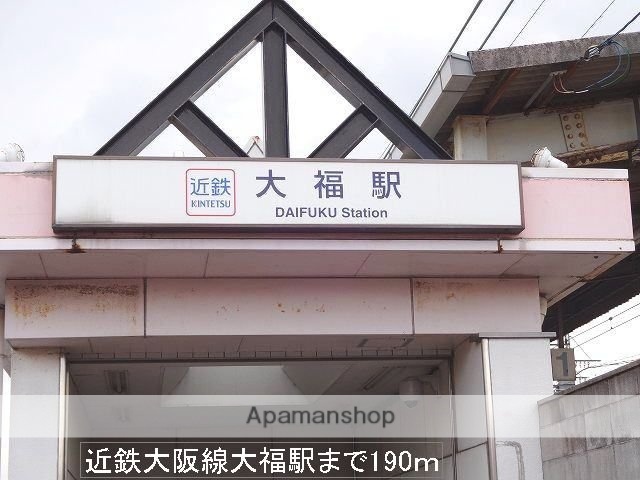 近鉄
KINTETSU
大福駅
DAIFUKU Station
1
Apamanshop
近鉄大阪線大福駅まで190m